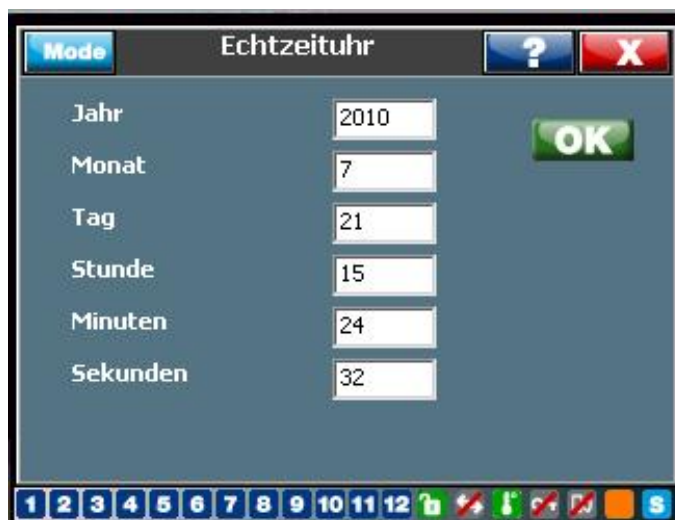 Mode Echtzeituhr ? X
Jahr 2010 OK
Monat 7
Tag 21
Stunde 15
Minuten 24
Sekunden 32
1 2 3 4 5 6 7 8 9 10 11 12 S